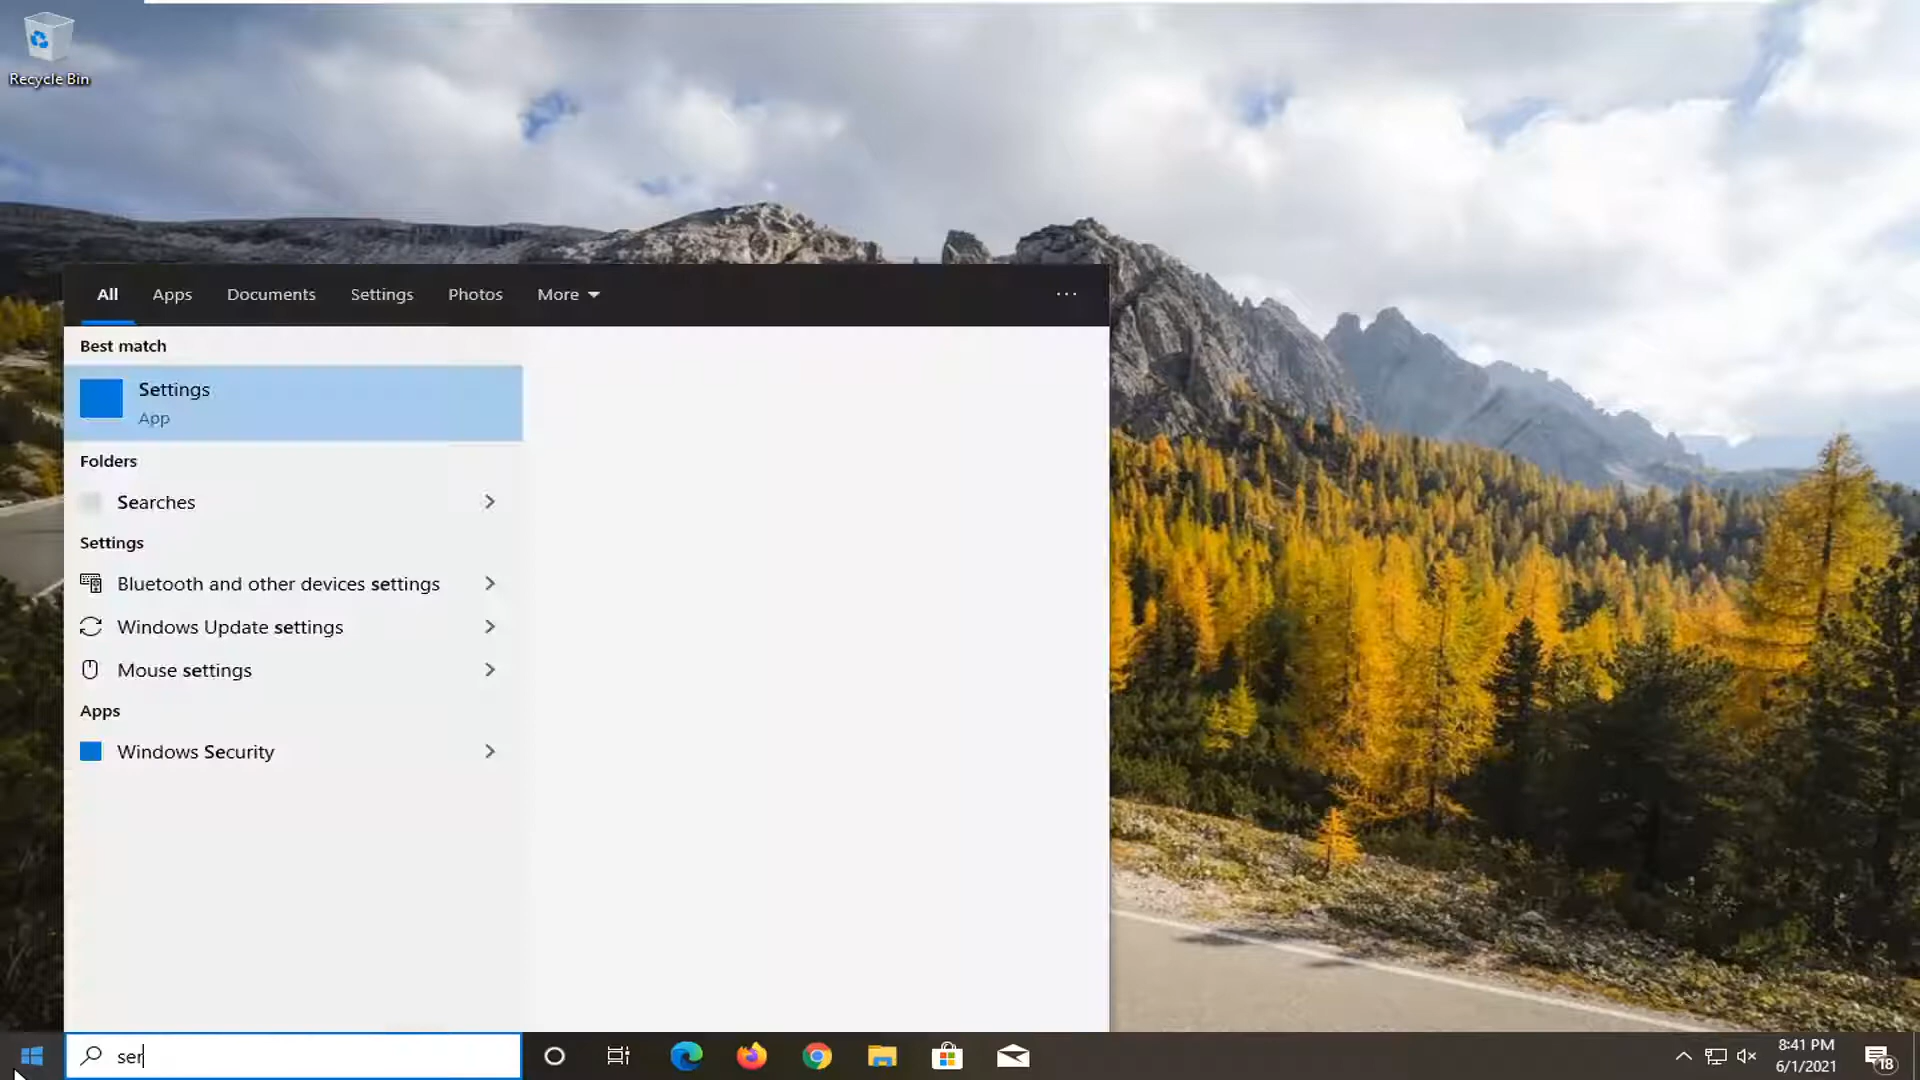 Recycle Bin
All Apps Documents Settings Photos More
Best match
Settings
App
Folders
Searches
Settings
Bluetooth and other devices settings
Windows Update settings
Mouse settings
Apps
Windows Security
ser
8:41 PM
6/1/2021
18